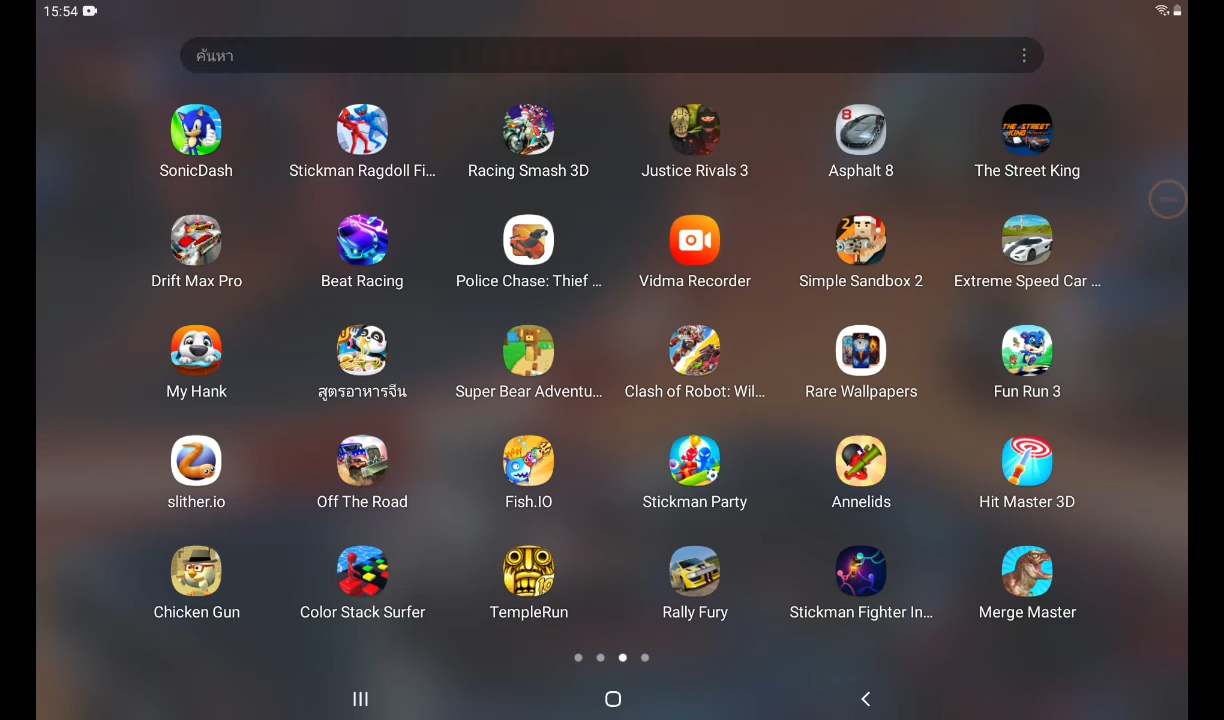 15:54
ค้นหา
SonicDash
Stickman Ragdoll Fi...
Racing Smash 3D
Justice Rivals 3
Asphalt 8
The Street King
Drift Max Pro
Beat Racing
Police Chase: Thief ...
Vidma Recorder
Simple Sandbox 2
Extreme Speed Car ...
My Hank
สูตรอาหารจีน
Super Bear Adventu...
Clash of Robot: Wil...
Rare Wallpapers
Fun Run 3
slither.io
Off The Road
Fish.IO
Stickman Party
Annelids
Hit Master 3D
Chicken Gun
Color Stack Surfer
TempleRun
Rally Fury
Stickman Fighter In...
Merge Master